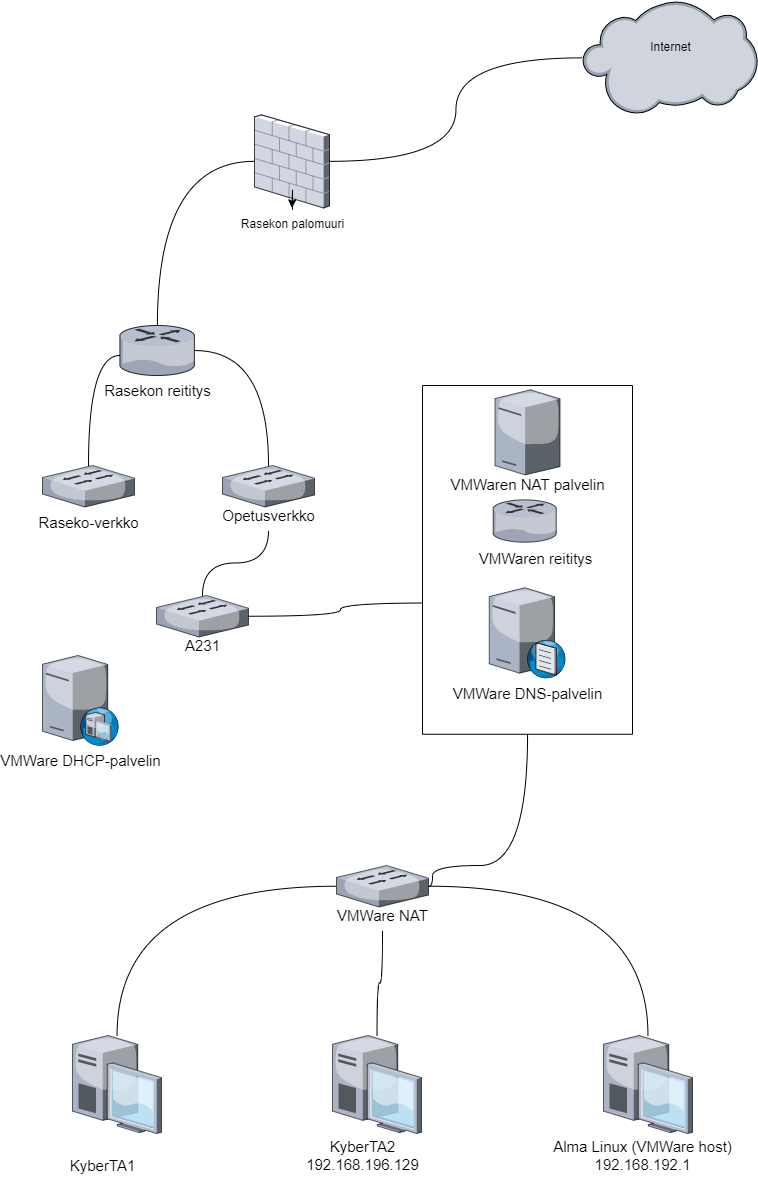 Internet
Rasekon palomuuri
Rasekon reititys
Raseko-verkko
Opetusverkko
A231
VMWaren NAT palvelin
VMWaren reititys
VMWare DNS-palvelin
VMWare DHCP-palvelin
VMWare NAT
KyberTA1
KyberTA2
192.168.196.129
Alma Linux (VMWare host)
192.168.192.1